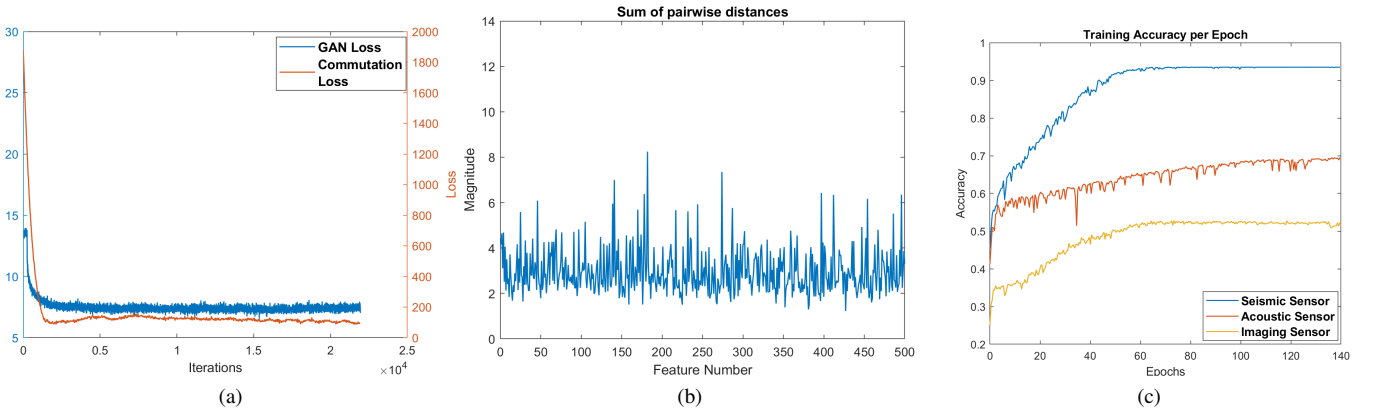 30
25
20
15
10
5
2000
1800
1600
1400
1200
1000
800
600
400
200
0
Loss
GAN Loss
Commutation
Loss
0 0.5 1 1.5 2 2.5
Iterations
×10⁴
(a)
Sum of pairwise distances
14
12
10
8
6
4
2
0
Magnitude
0 50 100 150 200 250 300 350 400 450 500
Feature Number
(b)
Training Accuracy per Epoch
1
0.9
0.8
0.7
0.6
0.5
0.4
0.3
0.2
Accuracy
Seismic Sensor
Acoustic Sensor
Imaging Sensor
0 20 40 60 80 100 120 140
Epochs
(c)